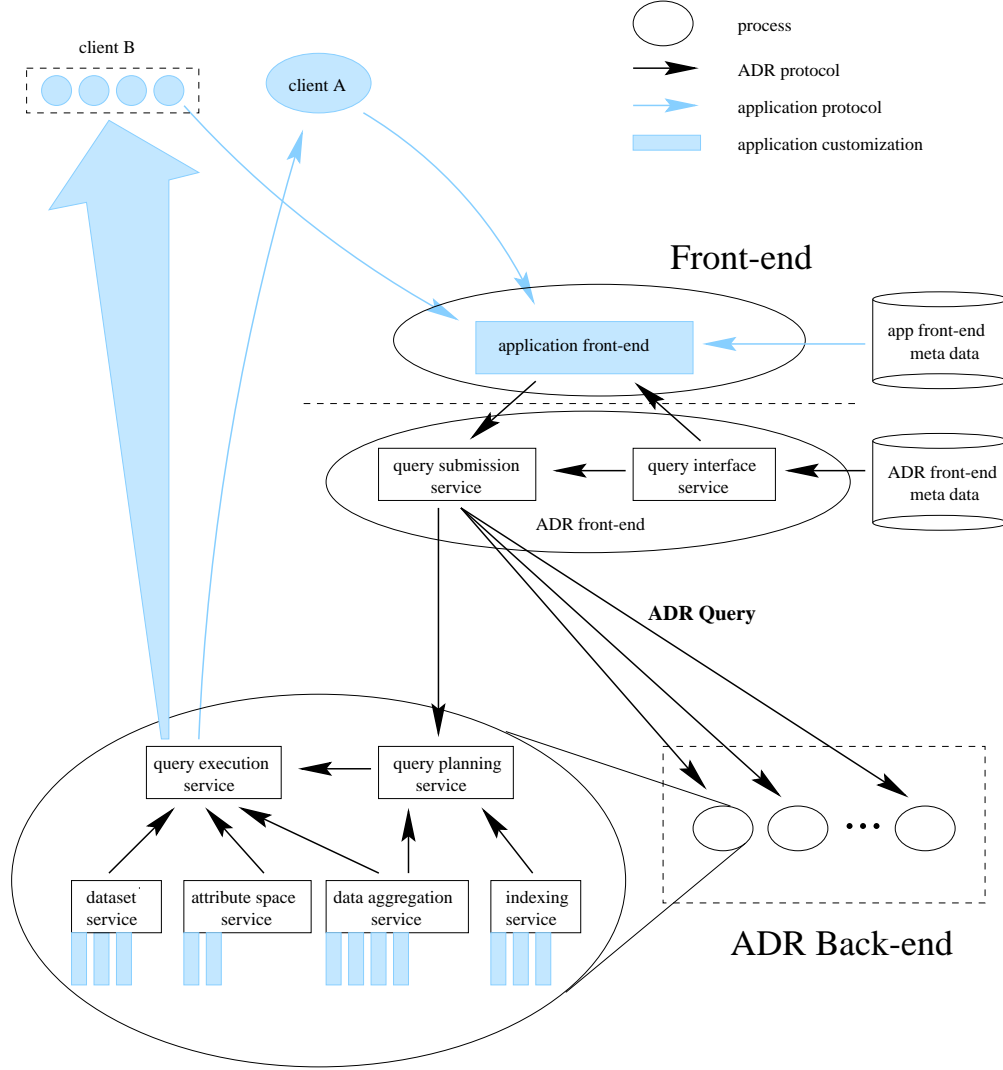 process
client B
client A
ADR protocol
application protocol
application customization
Front-end
application front-end
app front-end
meta data
query submission
service
query interface
service
ADR front-end
meta data
ADR front-end
ADR Query
query execution
service
query planning
service
dataset
service
attribute space
service
data aggregation
service
indexing
service
ADR Back-end